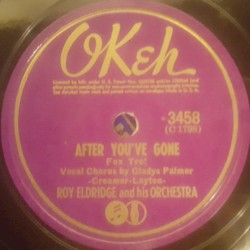 OKeh
3458
(C 1798)
AFTER YOU'VE GONE
Fox Trot
Vocal Chorus by Gladys Palmer
-Creamer-Layton-
ROY ELDRIDGE and his ORCHESTRA